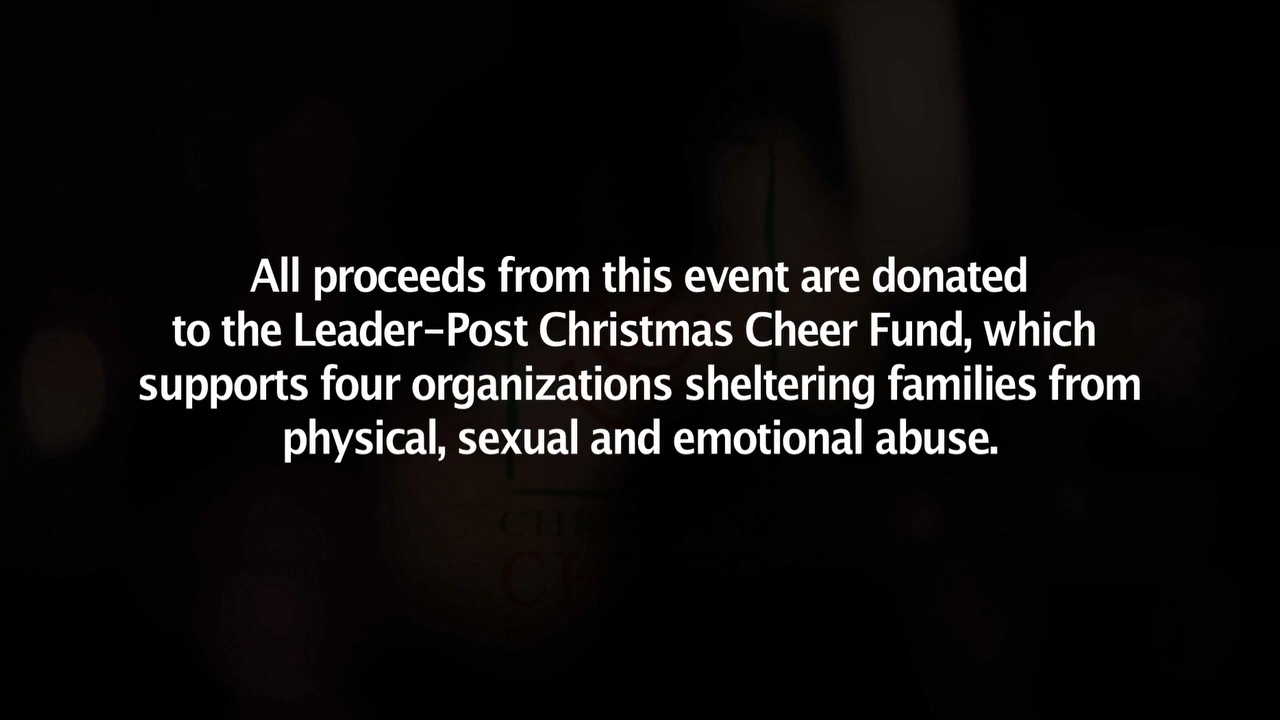 All proceeds from this event are donated
to the Leader-Post Christmas Cheer Fund, which
supports four organizations sheltering families from
physical, sexual and emotional abuse.